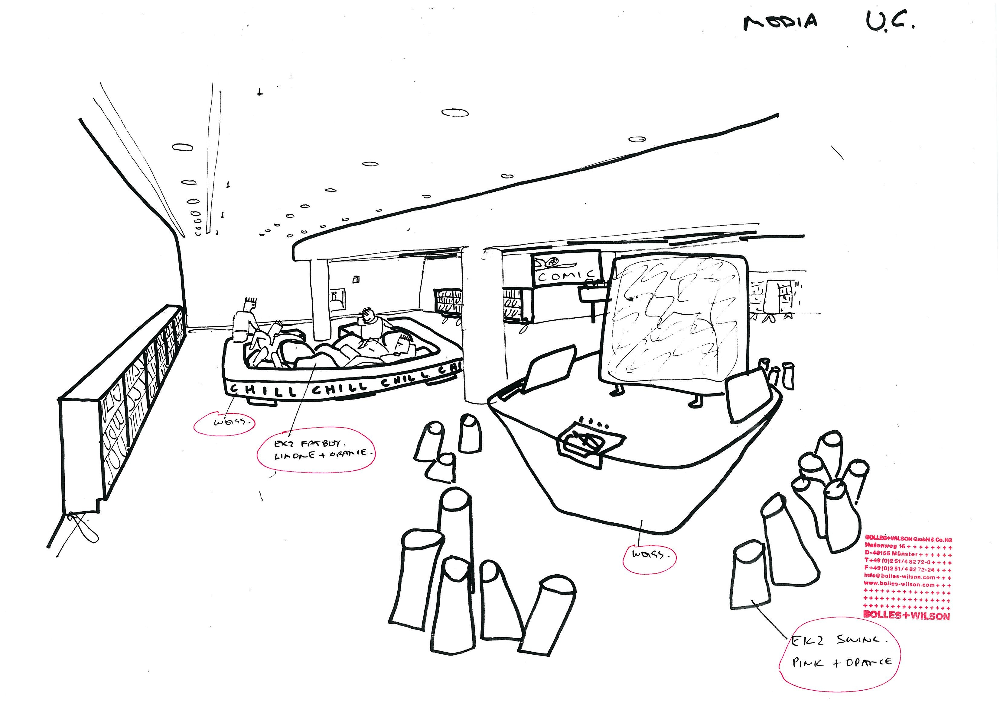 MEDIA U.C.
COMIC
CHILL CHILL CHILL CHI
WEISS.
EKZ FATBOY.
LIMONE + ORANGE.
WEISS.
BOLLES+WILSON GmbH & Co. KG
Hafenweg 16 + + + + + + + +
D-48155 Münster + + + + + +
T+49 (0)2 51/4 82 72-0 + + + +
F+49 (0)2 51/4 82 72-24 + + +
info@bolles-wilson.com + + +
www.bolles-wilson.com + + +
+ + + + + + + + + + + + + + + +
+ + + + + + + + + + + + + + + +
+ + + + + + + + + + + + + + + +
BOLLES+WILSON
EKZ SWING.
PINK + ORANGE